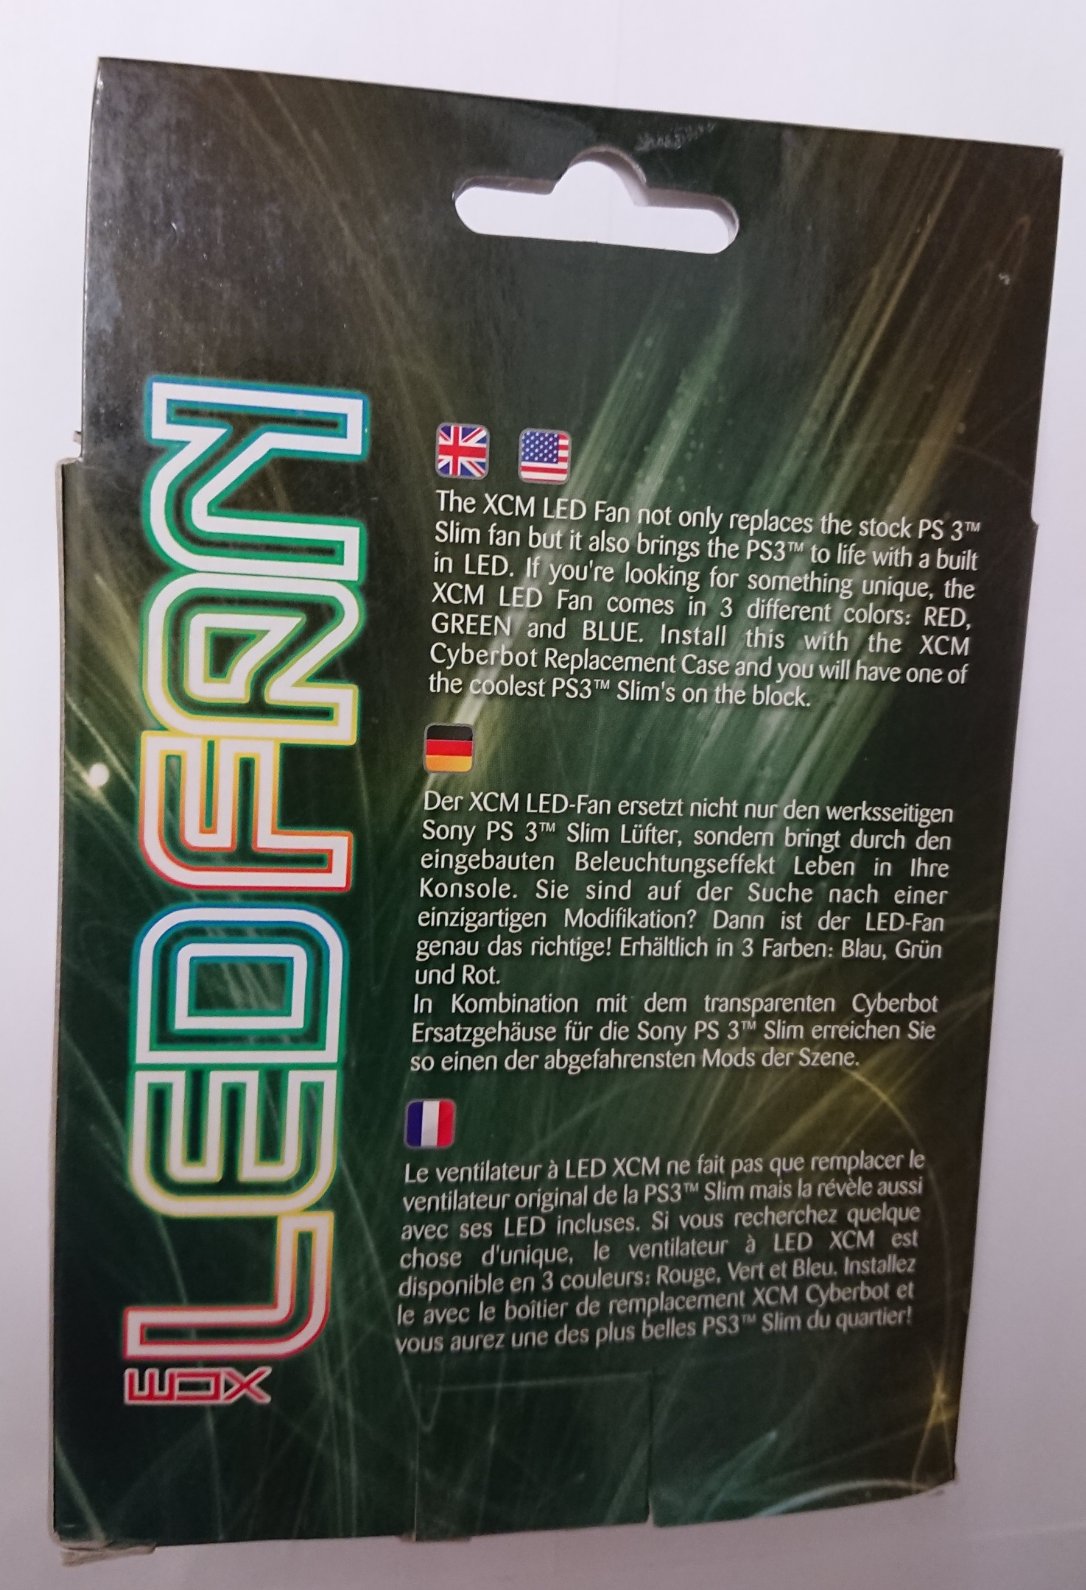 XCM
LED FAN
The XCM LED Fan not only replaces the stock PS 3™
Slim fan but it also brings the PS3™ to life with a built
in LED. If you're looking for something unique, the
XCM LED Fan comes in 3 different colors: RED,
GREEN and BLUE. Install this with the XCM
Cyberbot Replacement Case and you will have one of
the coolest PS3™ Slim's on the block.
Der XCM LED-Fan ersetzt nicht nur den werksseitigen
Sony PS 3™ Slim Lüfter, sondern bringt durch den
eingebauten Beleuchtungseffekt Leben in Ihre
Konsole. Sie sind auf der Suche nach einer
einzigartigen Modifikation? Dann ist der LED-Fan
genau das richtige! Erhältlich in 3 Farben: Blau, Grün
und Rot.
In Kombination mit dem transparenten Cyberbot
Ersatzgehäuse für die Sony PS 3™ Slim erreichen Sie
so einen der abgefahrensten Mods der Szene.
Le ventilateur à LED XCM ne fait pas que remplacer le
ventilateur original de la PS3™ Slim mais la révèle aussi
avec ses LED incluses. Si vous recherchez quelque
chose d'unique, le ventilateur à LED XCM est
disponible en 3 couleurs: Rouge, Vert et Bleu. Installez
le avec le boîtier de remplacement XCM Cyberbot et
vous aurez une des plus belles PS3™ Slim du quartier!